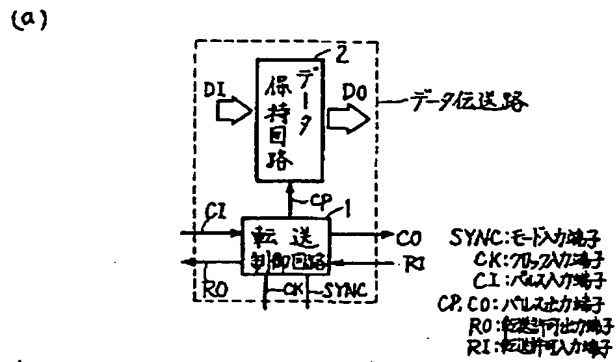 (a)
2
データ
保持回路
DI
DO
データ伝送路
CP
1
転送
制御回路
CI
RO
CO
RI
CK
SYNC
SYNC:モード入力端子
CK:クロック入力端子
CI:パルス入力端子
CP,CO:パルス出力端子
RO:転送許可出力端子
RI:転送許可入力端子